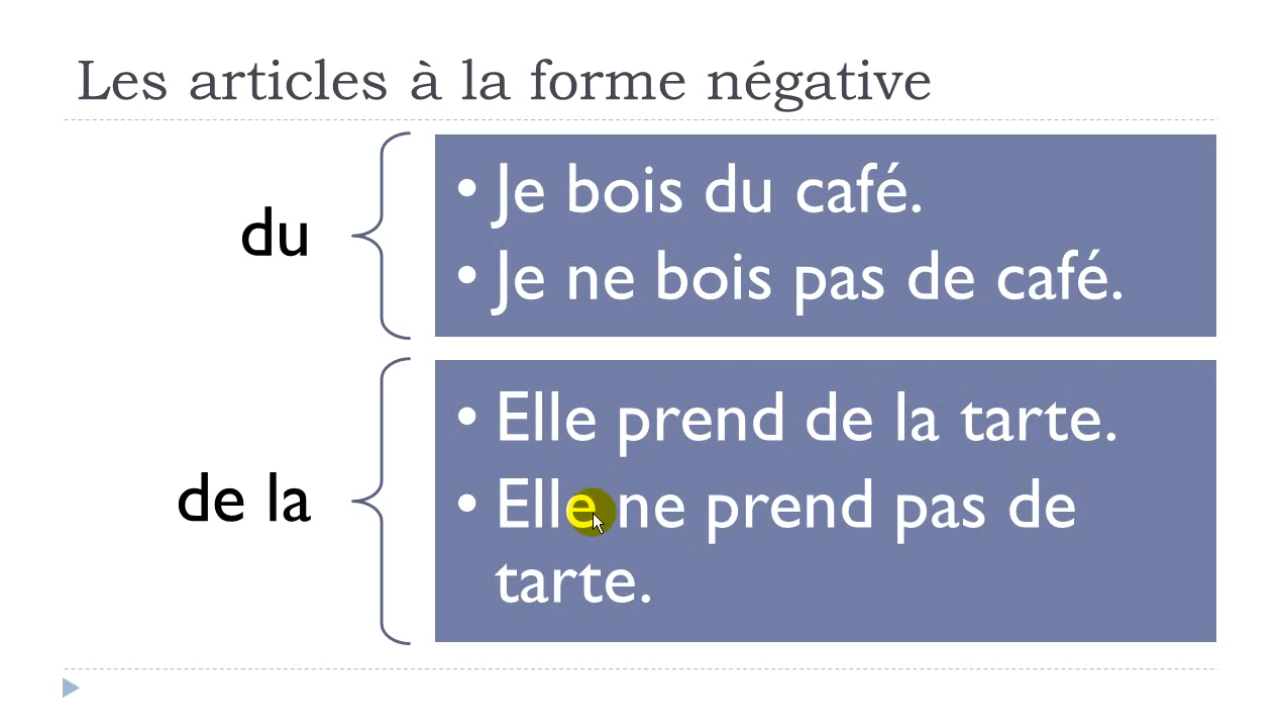 Les articles à la forme négative
du
• Je bois du café.
• Je ne bois pas de café.
de la
• Elle prend de la tarte.
• Elle ne prend pas de
tarte.